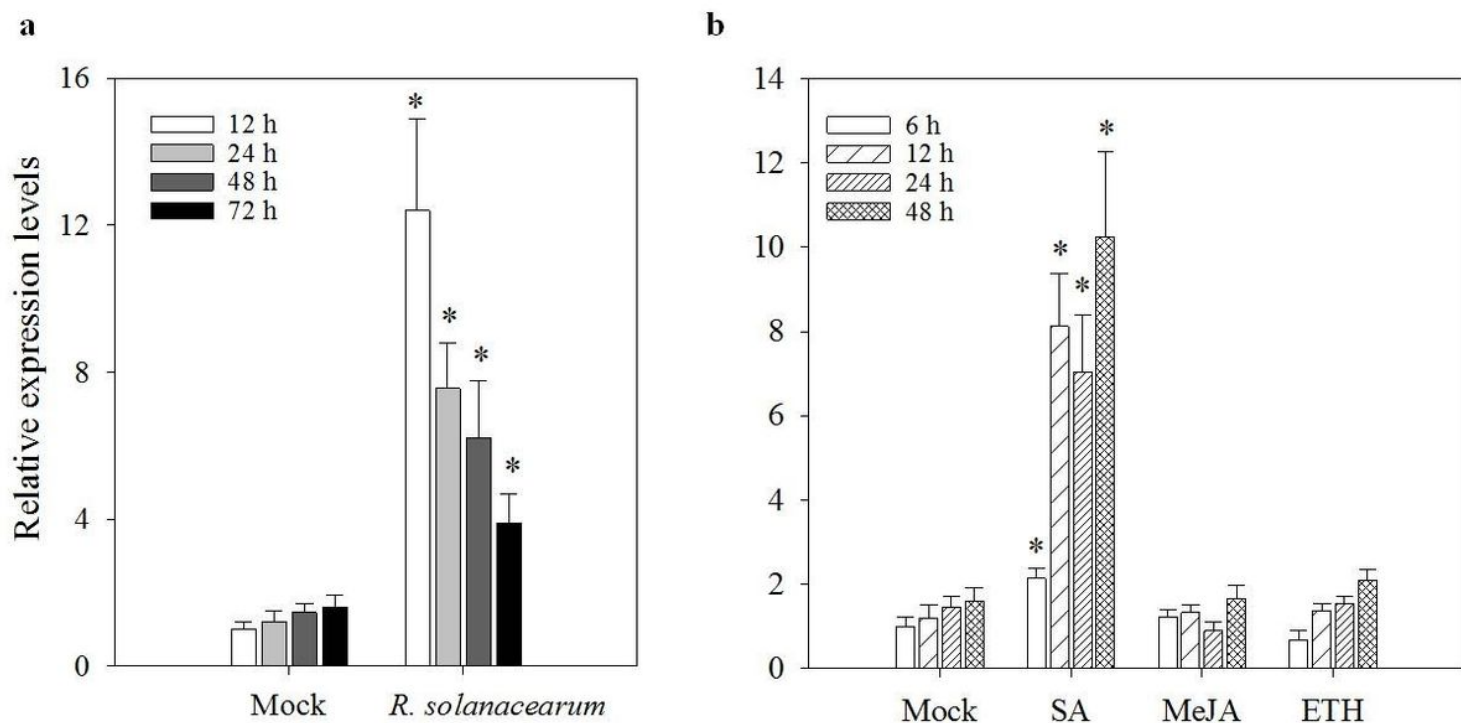 a
Relative expression levels
16
12
8
4
0
12 h
24 h
48 h
72 h
*
*
*
*
Mock
R. solanacearum
b
14
12
10
8
6
4
2
0
6 h
12 h
24 h
48 h
*
*
*
*
Mock
SA
MeJA
ETH